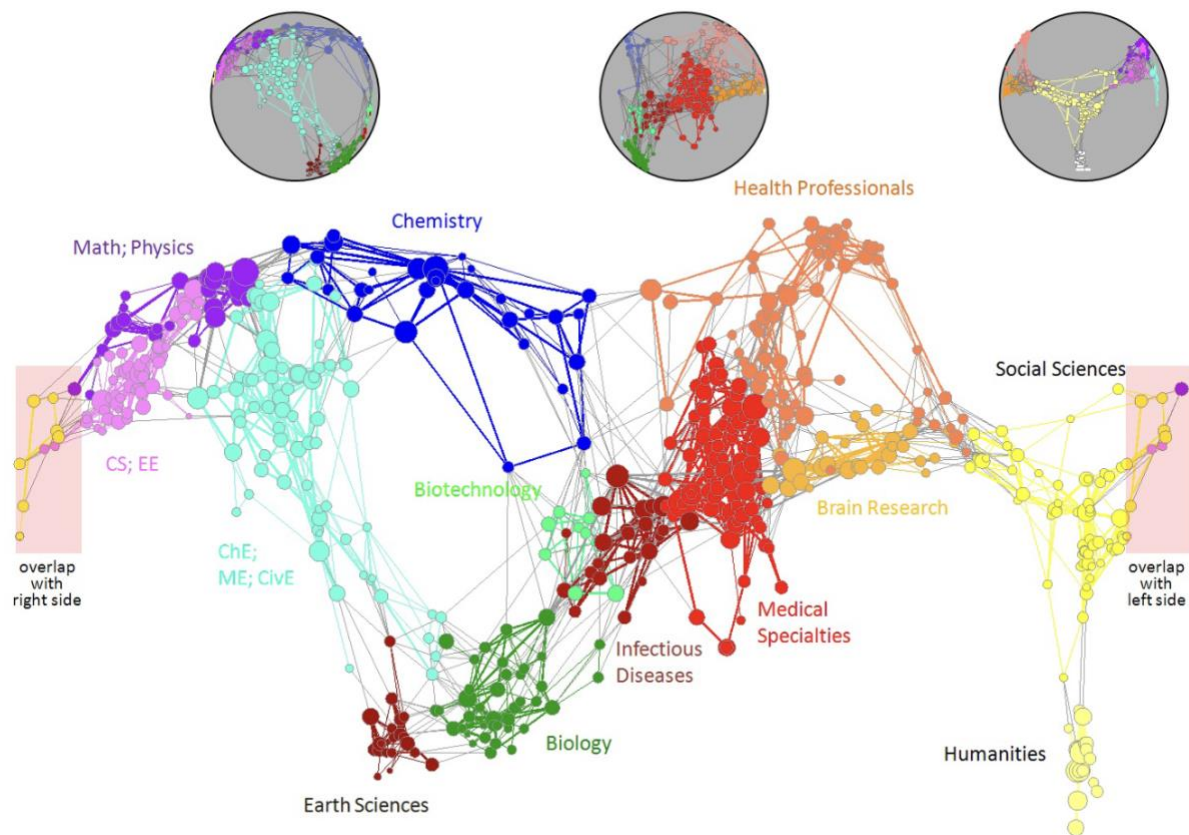 Health Professionals
Chemistry
Math; Physics
Social Sciences
CS; EE
Biotechnology
Brain Research
ChE;
ME; CivE
overlap
with
right side
overlap
with
left side
Medical
Specialties
Infectious
Diseases
Biology
Humanities
Earth Sciences